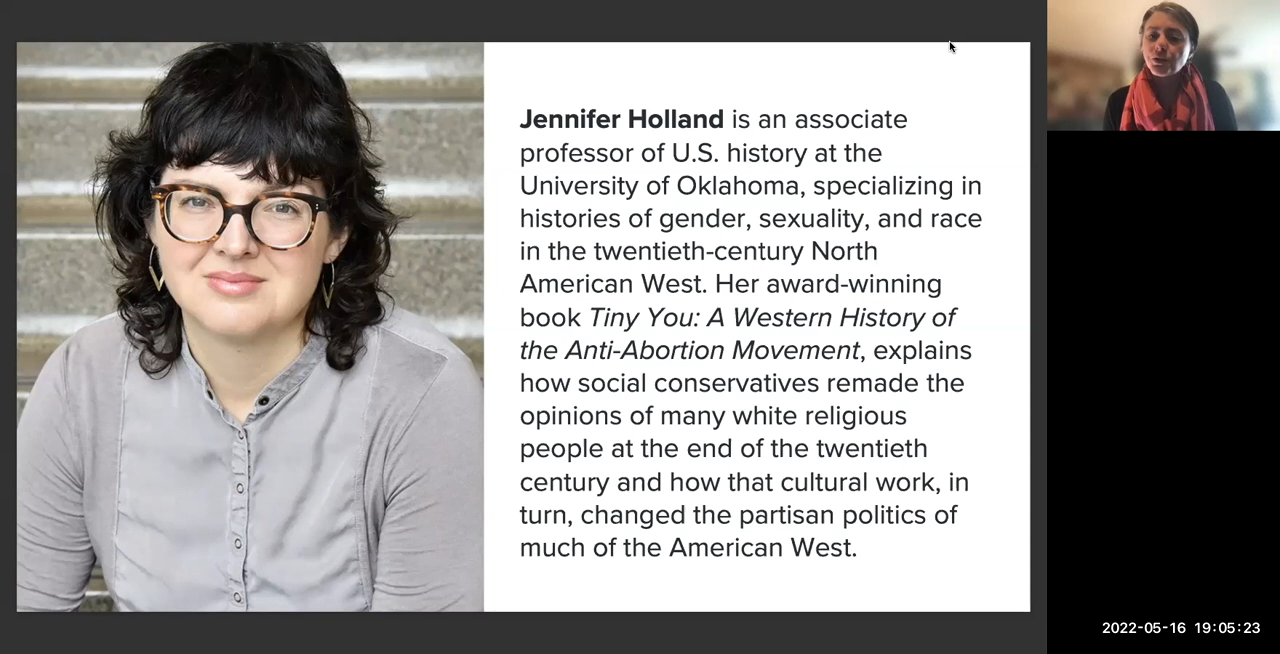 Jennifer Holland is an associate
professor of U.S. history at the
University of Oklahoma, specializing in
histories of gender, sexuality, and race
in the twentieth-century North
American West. Her award-winning
book Tiny You: A Western History of
the Anti-Abortion Movement, explains
how social conservatives remade the
opinions of many white religious
people at the end of the twentieth
century and how that cultural work, in
turn, changed the partisan politics of
much of the American West.
2022-05-16 19:05:23